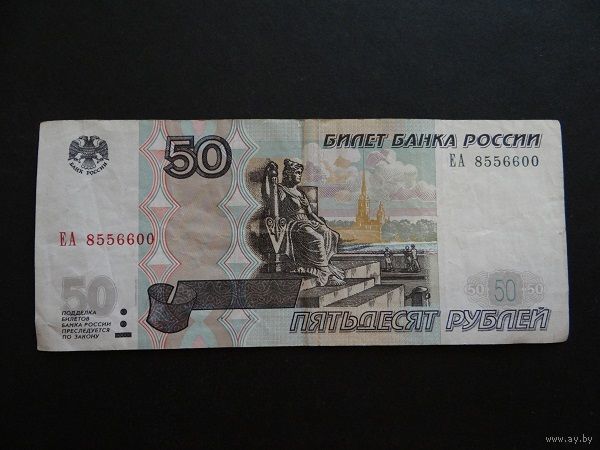 БИЛЕТ БАНКА РОССИИ
50
ЕА 8556600
БАНК РОССИИ
ЕА 8556600
50
50 50 50
ПОДДЕЛКА
БИЛЕТОВ
БАНКА РОССИИ
ПРЕСЛЕДУЕТСЯ
ПО ЗАКОНУ
ПЯТЬДЕСЯТ РУБЛЕЙ
www.ay.by